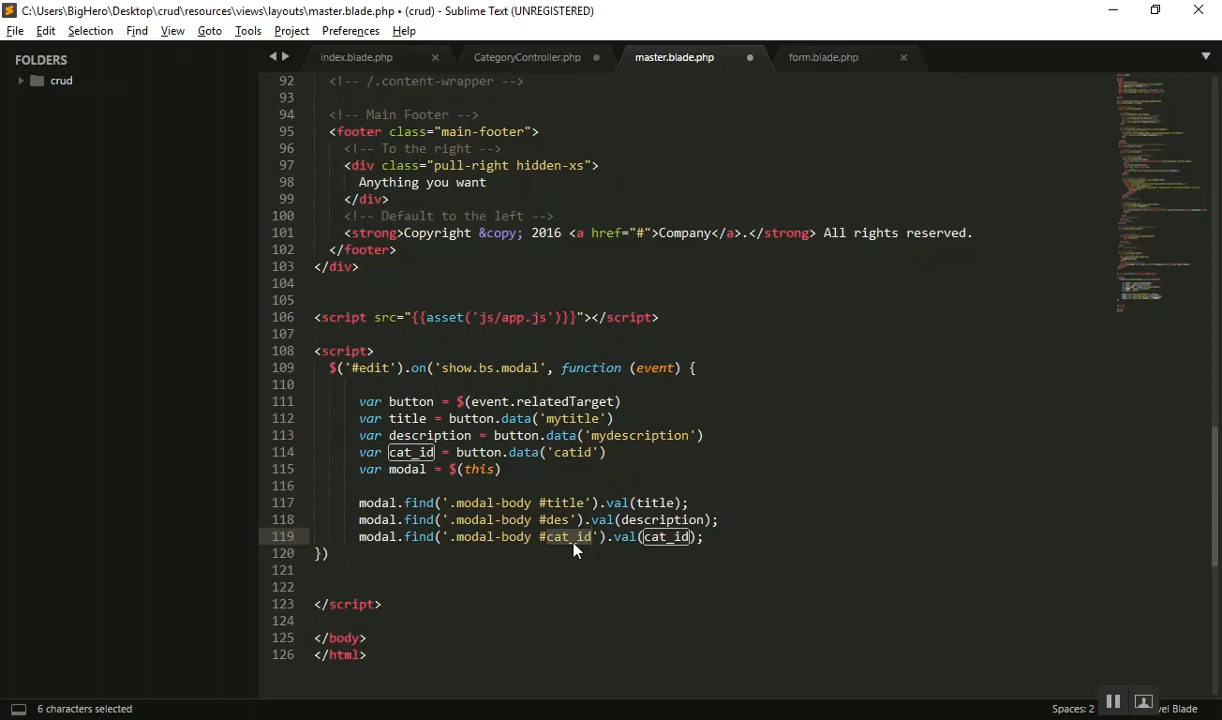 C:\Users\BigHero\Desktop\crud\resources\views\layouts\master.blade.php • (crud) - Sublime Text (UNREGISTERED)
File Edit Selection Find View Goto Tools Project Preferences Help
FOLDERS
crud
index.blade.php CategoryController.php master.blade.php form.blade.php
92 <!-- /.content-wrapper -->
93
94 <!-- Main Footer -->
95 <footer class="main-footer">
96 <!-- To the right -->
97 <div class="pull-right hidden-xs">
98 Anything you want
99 </div>
100 <!-- Default to the left -->
101 <strong>Copyright &copy; 2016 <a href="#">Company</a>.</strong> All rights reserved.
102 </footer>
103 </div>
104
105
106 <script src="{{asset('js/app.js')}}"></script>
107
108 <script>
109 $('#edit').on('show.bs.modal', function (event) {
110
111 var button = $(event.relatedTarget)
112 var title = button.data('mytitle')
113 var description = button.data('mydescription')
114 var cat_id = button.data('catid')
115 var modal = $(this)
116
117 modal.find('.modal-body #title').val(title);
118 modal.find('.modal-body #des').val(description);
119 modal.find('.modal-body #cat_id').val(cat_id);
120 })
121
122
123 </script>
124
125 </body>
126 </html>
6 characters selected
Spaces: 2 vel Blade